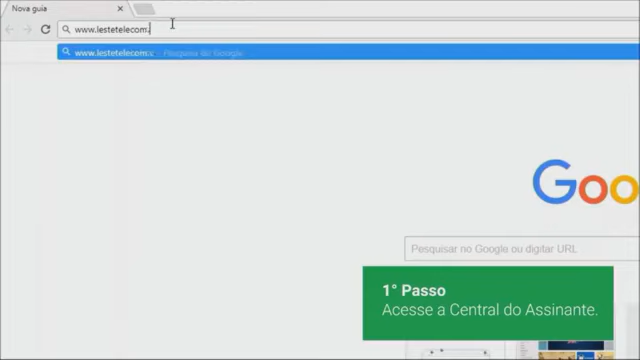 Nova guia
www.lestetelecom.
www.lestetelecom.c - Pesquisa do Google
Goo
Pesquisar no Google ou digitar URL
1° Passo
Acesse a Central do Assinante.